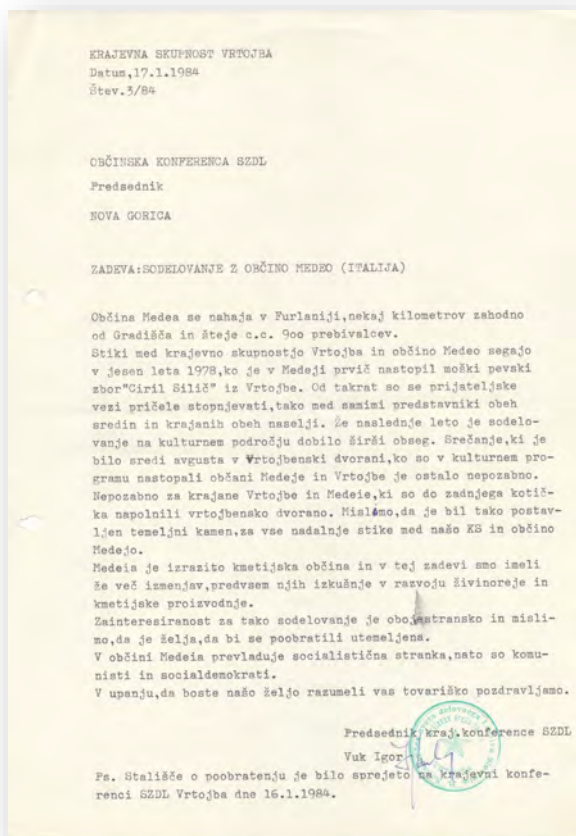 KRAJEVNA SKUPNOST VRTOJBA
Datum,17.1.1984
Štev.3/84
OBČINSKA KONFERENCA SZDL
Predsednik
NOVA GORICA
ZADEVA:SODELOVANJE Z OBČINO MEDEO (ITALIJA)
Občina Medea se nahaja v Furlaniji,nekaj kilometrov zahodno
od Gradišča in šteje c.c. 9oo prebivalcev.
Stiki med krajevno skupnostjo Vrtojba in občino Medeo segajo
v jesen leta 1978,ko je v Medeji prvič nastopil moški pevski
zbor"Ciril Silič" iz Vrtojbe. Od takrat so se prijateljske
vezi pričele stopnjevati,tako med samimi predstavniki obeh
sredin in krajanih obeh naselji. Že naslednje leto je sodelo-
vanje na kulturnem področju dobilo širši obseg. Srečanje,ki je
bilo sredi avgusta v Vrtojbenski dvorani,ko so v kulturnem pro-
gramu nastopali občani Medeje in Vrtojbe je ostalo nepozabno.
Nepozabno za krajane Vrtojbe in Medeie,ki so do zadnjega kotič-
ka napolnili vrtojbensko dvorano. Mislimo,da je bil tako postav-
ljen temeljni kamen,za vse nadalnje stike med našo KS in občino
Medejo.
Medeia je izrazito kmetijska občina in v tej zadevi smo imeli
še več izmenjav,predvsem njih izkušnje v razvoju živinoreje in
kmetijske proizvodnje.
Zainteresiranost za tako sodelovanje je obojestransko in misli-
mo,da je želja,da bi se poobratili utemeljena.
V občini Medeia prevladuje socialistična stranka,nato so komu-
nisti in socialdemokrati.
V upanju,da boste našo željo razumeli vas tovariško pozdravljamo.
Predsednik kraj.konference SZDL
Vuk Igor
Ps. Stališče o poobratenju je bilo sprejeto na krajevni konfe-
renci SZDL Vrtojba dne 16.1.1984.